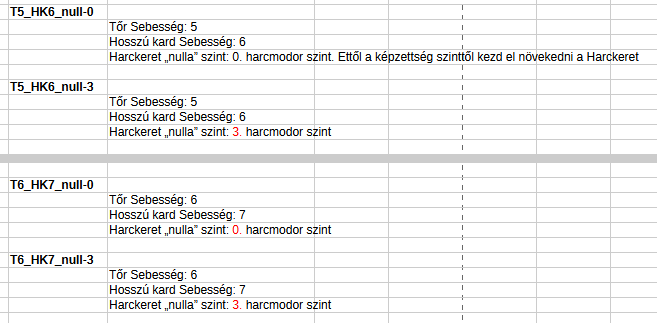 T5_HK6_null-0
Tőr Sebesség: 5
Hosszú kard Sebesség: 6
Harckeret „nulla” szint: 0. harcmodor szint. Ettől a képzettség szinttől kezd el növekedni a Harckeret
T5_HK6_null-3
Tőr Sebesség: 5
Hosszú kard Sebesség: 6
Harckeret „nulla” szint: 3. harcmodor szint
T6_HK7_null-0
Tőr Sebesség: 6
Hosszú kard Sebesség: 7
Harckeret „nulla” szint: 0. harcmodor szint
T6_HK7_null-3
Tőr Sebesség: 6
Hosszú kard Sebesség: 7
Harckeret „nulla” szint: 3. harcmodor szint